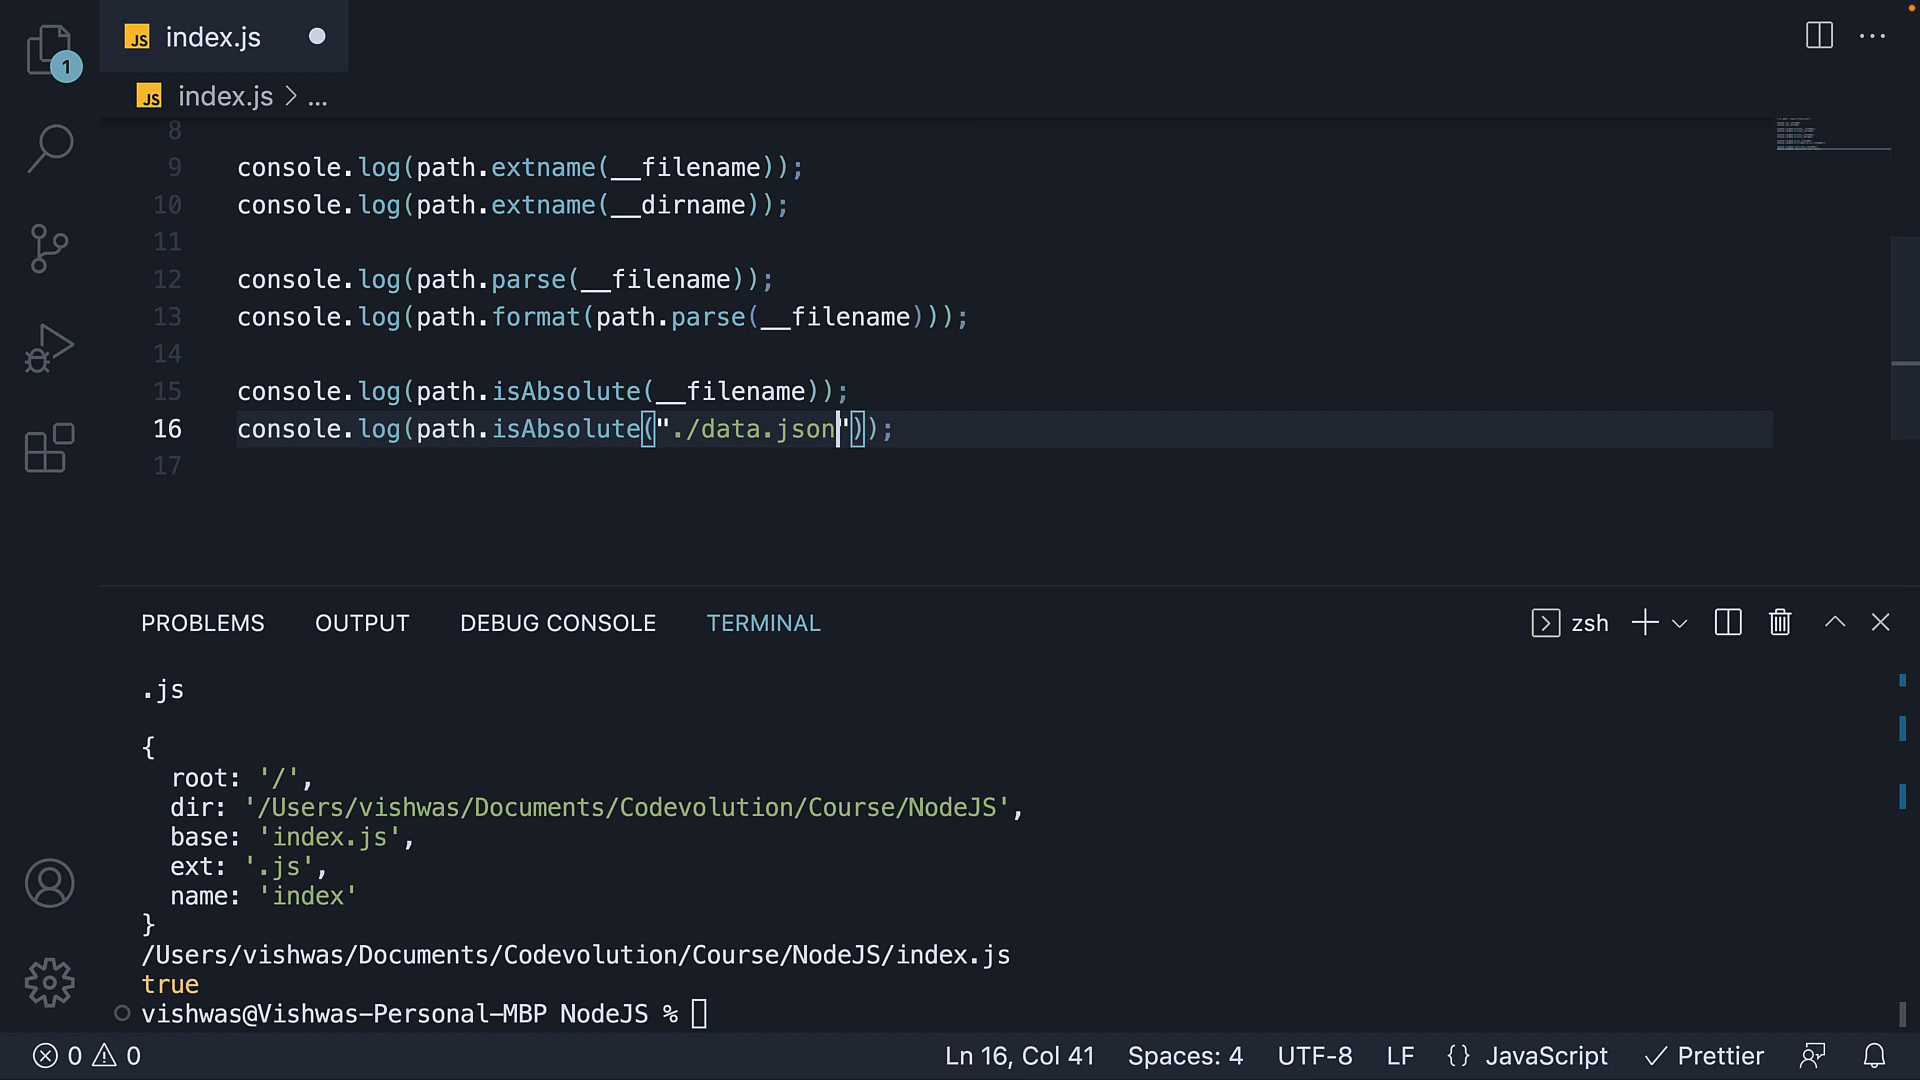 JS index.js
1
JS index.js > ...
8
9 console.log(path.extname(__filename));
10 console.log(path.extname(__dirname));
11
12 console.log(path.parse(__filename));
13 console.log(path.format(path.parse(__filename)));
14
15 console.log(path.isAbsolute(__filename));
16 console.log(path.isAbsolute("./data.json"));
17
PROBLEMS OUTPUT DEBUG CONSOLE TERMINAL zsh
.js
{
  root: '/',
  dir: '/Users/vishwas/Documents/Codevolution/Course/NodeJS',
  base: 'index.js',
  ext: '.js',
  name: 'index'
}
/Users/vishwas/Documents/Codevolution/Course/NodeJS/index.js
true
vishwas@Vishwas-Personal-MBP NodeJS %
0 0 Ln 16, Col 41 Spaces: 4 UTF-8 LF {} JavaScript Prettier